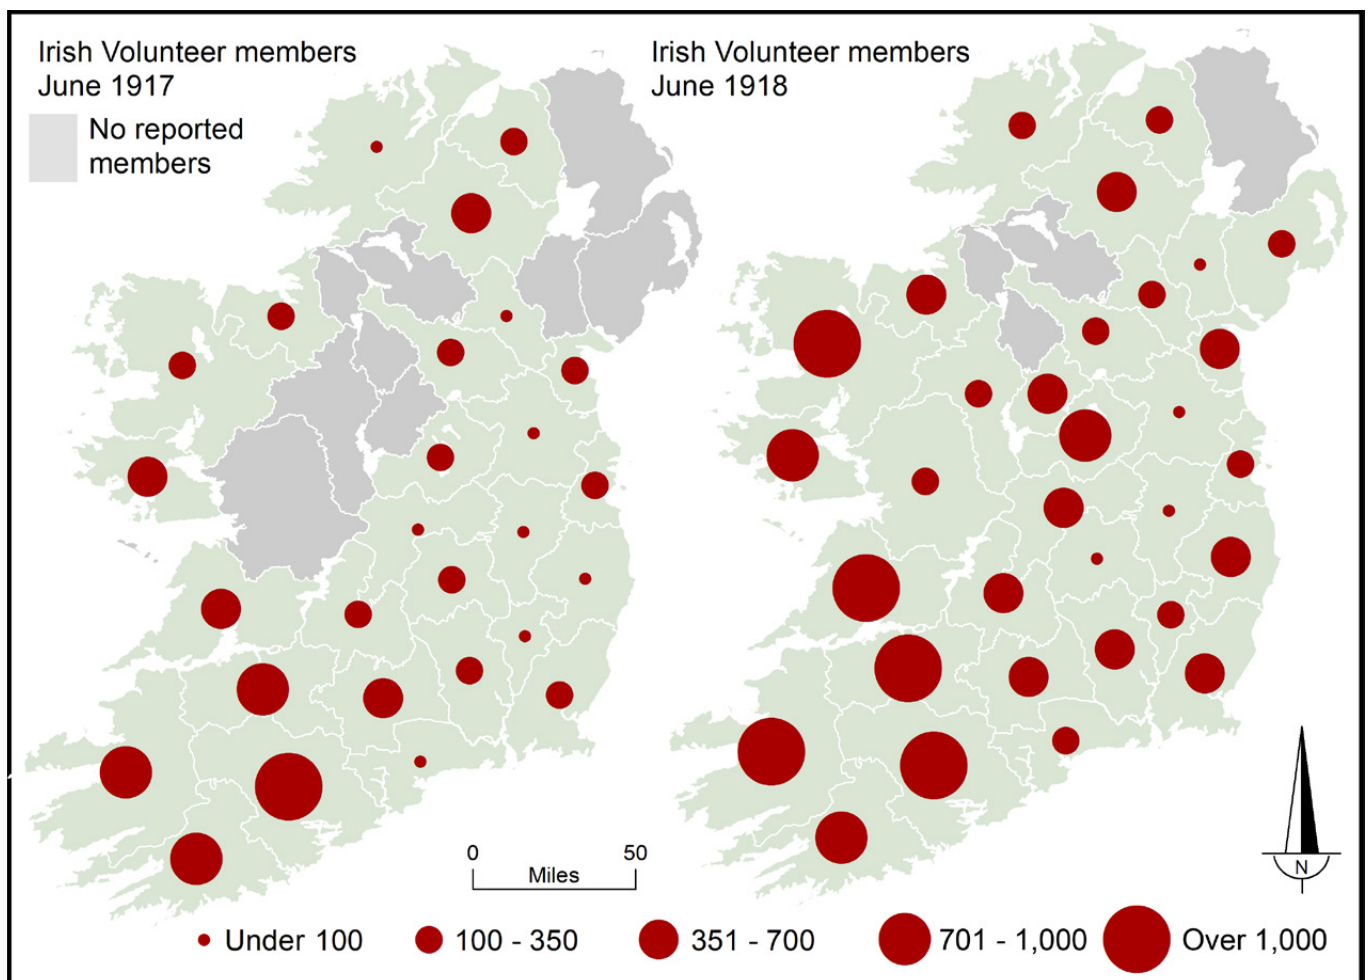 Irish Volunteer members
June 1917
No reported
members
Irish Volunteer members
June 1918
0 50
Miles
N
Under 100
100 - 350
351 - 700
701 - 1,000
Over 1,000